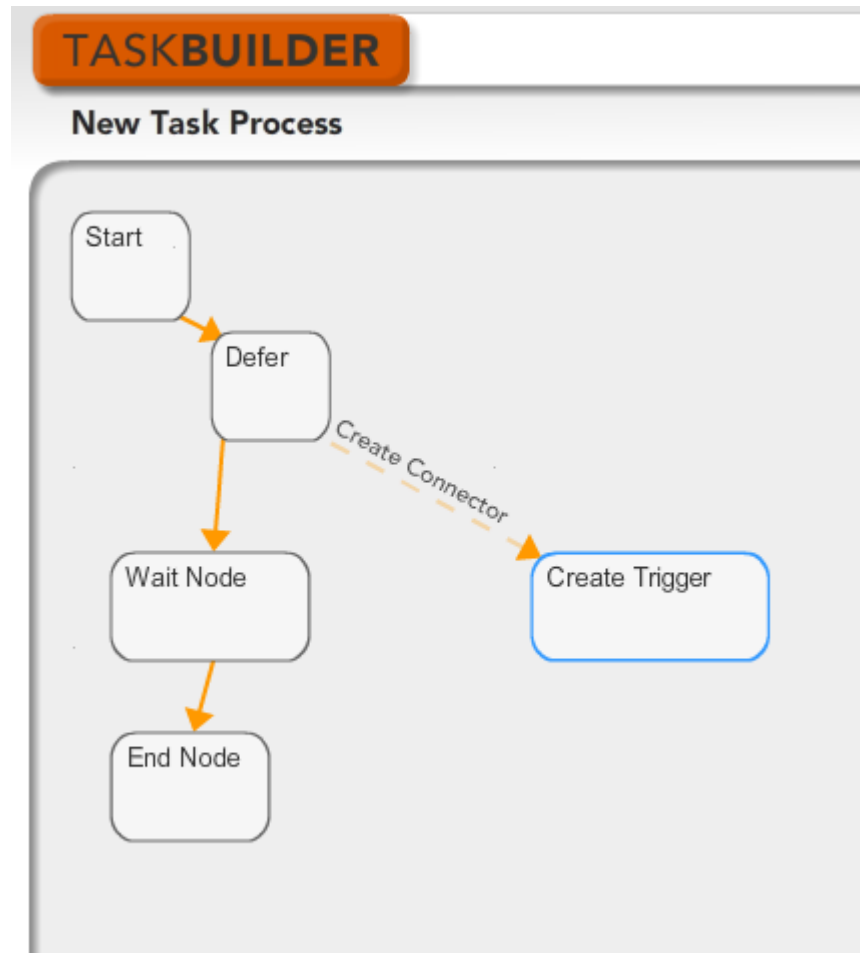 TASKBUILDER
New Task Process
Start
Defer
Create Connector
Wait Node
Create Trigger
End Node